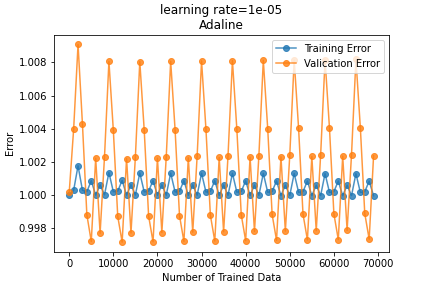 learning rate=1e-05
Adaline
Training Error
Valication Error
Error
1.008
1.006
1.004
1.002
1.000
0.998
0
10000
20000
30000
40000
50000
60000
70000
Number of Trained Data